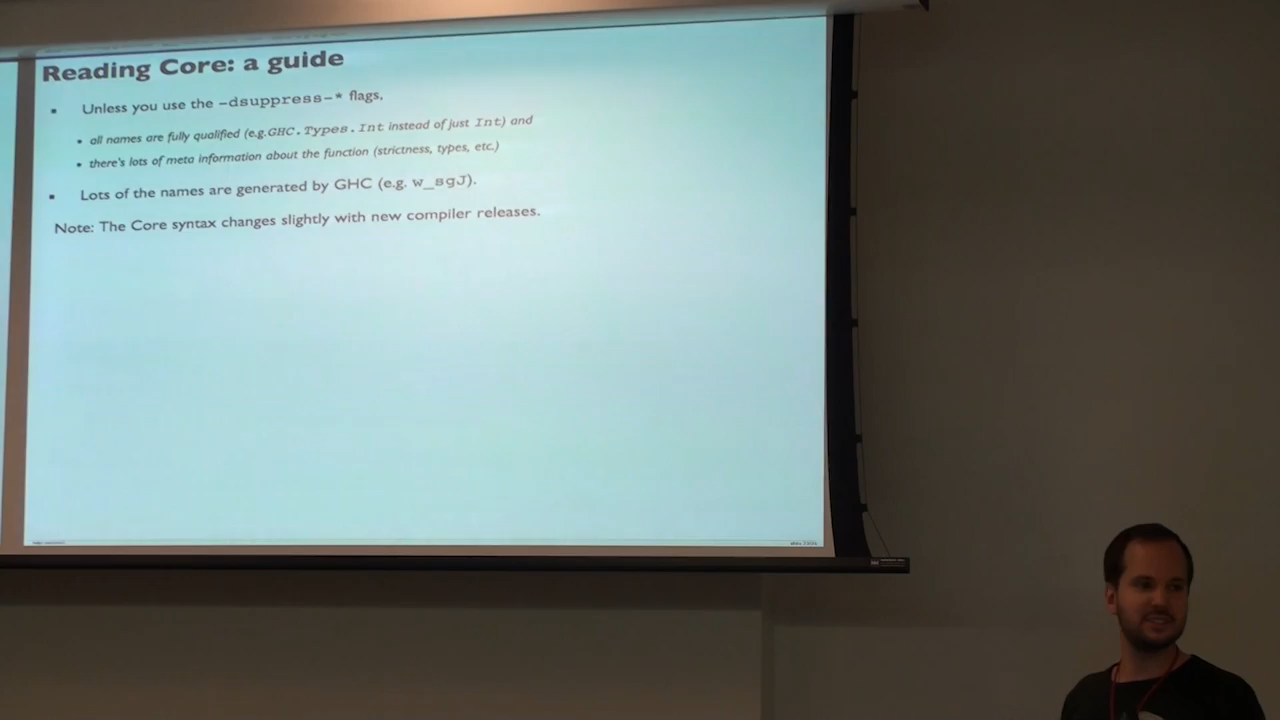 Reading Core: a guide
▪ Unless you use the -dsuppress-* flags,
• all names are fully qualified (e.g.GHC.Types.Int instead of just Int) and
• there's lots of meta information about the function (strictness, types, etc.)
▪ Lots of the names are generated by GHC (e.g. w_sgJ).
Note: The Core syntax changes slightly with new compiler releases.